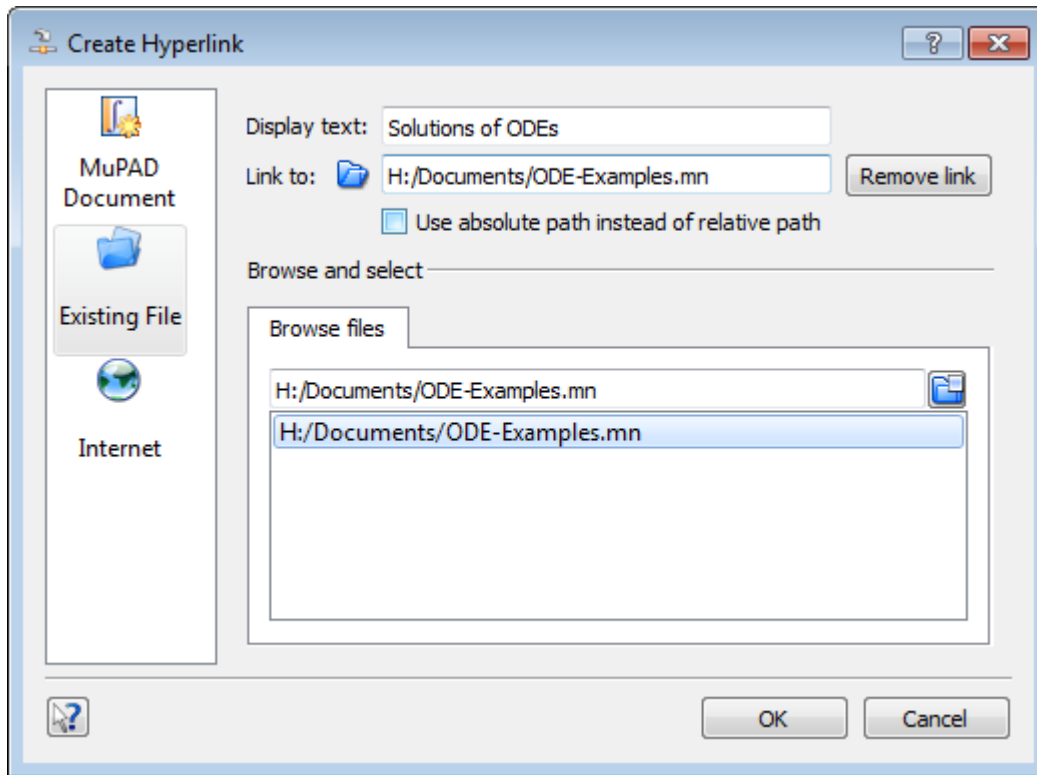 Create Hyperlink
MuPAD
Document
Existing File
Internet
Display text: Solutions of ODEs
Link to: H:/Documents/ODE-Examples.mn Remove link
Use absolute path instead of relative path
Browse and select
Browse files
H:/Documents/ODE-Examples.mn
H:/Documents/ODE-Examples.mn
OK Cancel